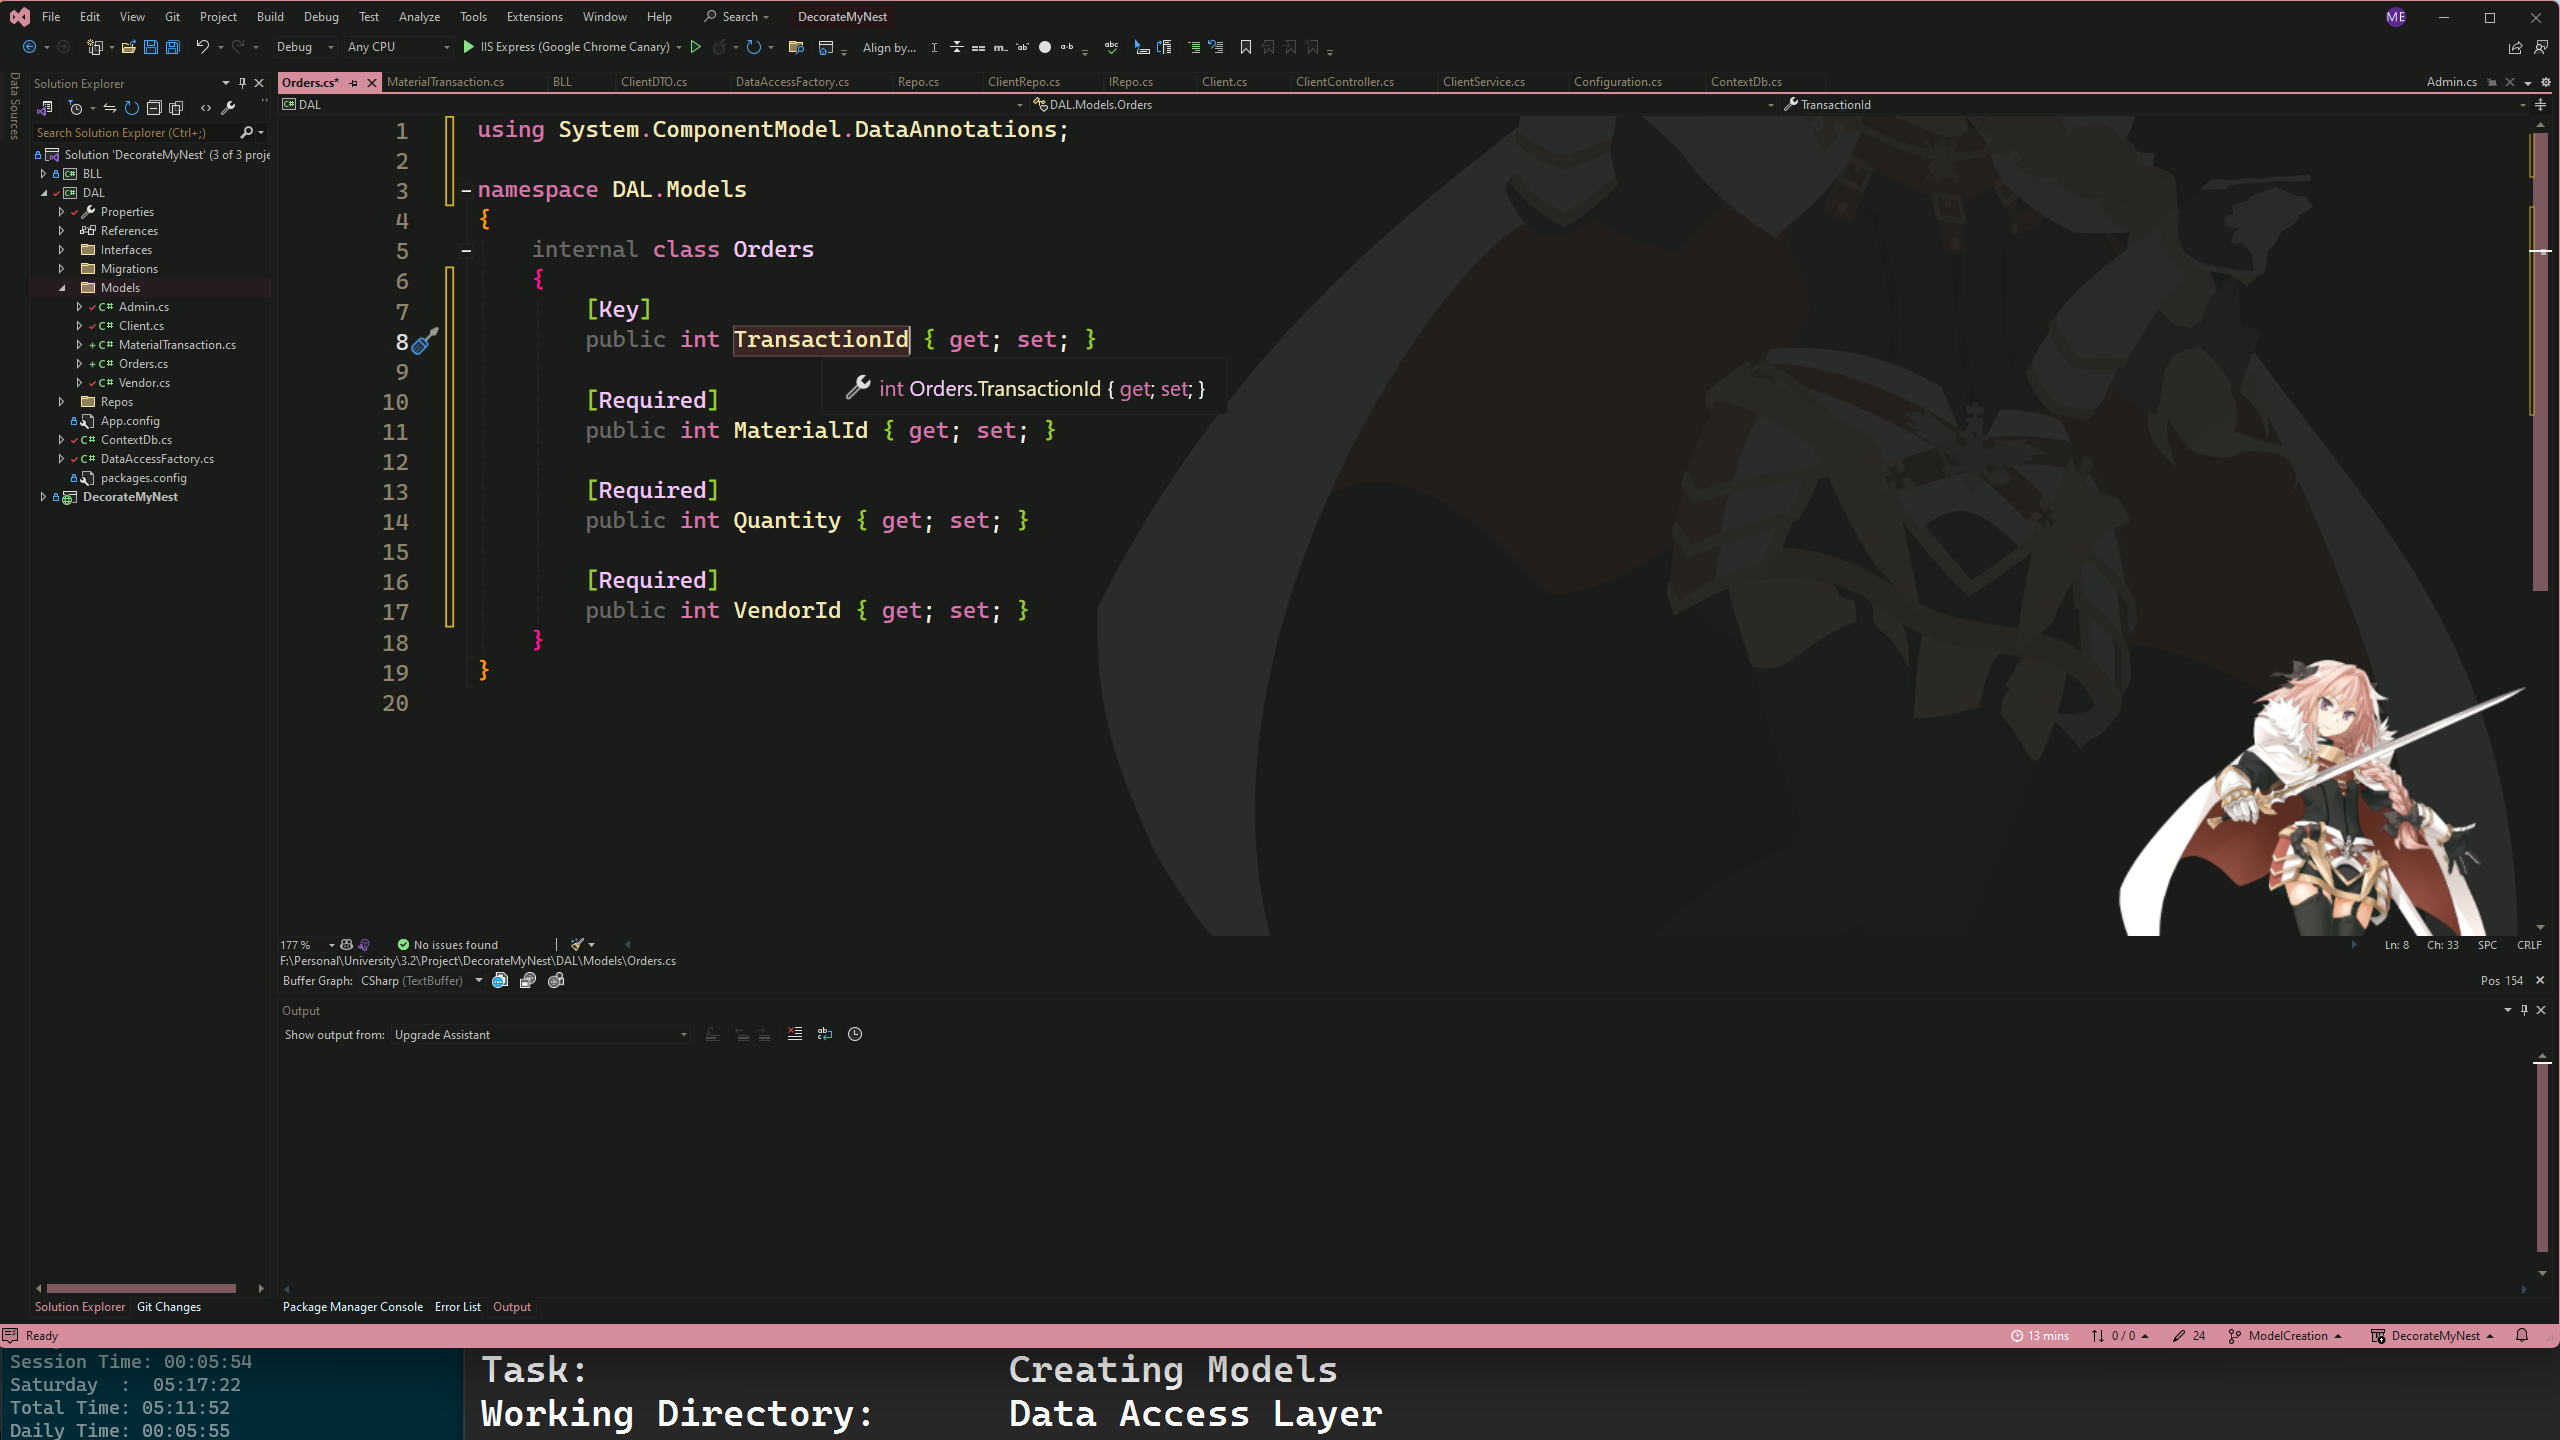 File Edit View Git Project Build Debug Test Analyze Tools Extensions Window Help Search DecorateMyNest ME
Debug Any CPU IIS Express (Google Chrome Canary) Align by...
Data Sources
Solution Explorer
Search Solution Explorer (Ctrl+;)
Solution 'DecorateMyNest' (3 of 3 proje
BLL
DAL
Properties
References
Interfaces
Migrations
Models
C# Admin.cs
C# Client.cs
C# MaterialTransaction.cs
C# Orders.cs
C# Vendor.cs
Repos
App.config
C# ContextDb.cs
C# DataAccessFactory.cs
packages.config
DecorateMyNest
Solution Explorer Git Changes
Orders.cs* MaterialTransaction.cs BLL ClientDTO.cs DataAccessFactory.cs Repo.cs ClientRepo.cs IRepo.cs Client.cs ClientController.cs ClientService.cs Configuration.cs ContextDb.cs Admin.cs
DAL DAL.Models.Orders TransactionId
1 using System.ComponentModel.DataAnnotations;
2
3 namespace DAL.Models
4 {
5 internal class Orders
6 {
7 [Key]
8 public int TransactionId { get; set; }
9
int Orders.TransactionId { get; set; }
10 [Required]
11 public int MaterialId { get; set; }
12
13 [Required]
14 public int Quantity { get; set; }
15
16 [Required]
17 public int VendorId { get; set; }
18 }
19 }
20
177 % No issues found Ln: 8 Ch: 33 SPC CRLF
F:\Personal\University\3.2\Project\DecorateMyNest\DAL\Models\Orders.cs
Buffer Graph: CSharp (TextBuffer) Pos 154
Output
Show output from: Upgrade Assistant
Package Manager Console Error List Output
Ready 13 mins 0 / 0 24 ModelCreation DecorateMyNest
Session Time: 00:05:54
Saturday : 05:17:22
Total Time: 05:11:52
Daily Time: 00:05:55
Task: Creating Models
Working Directory: Data Access Layer